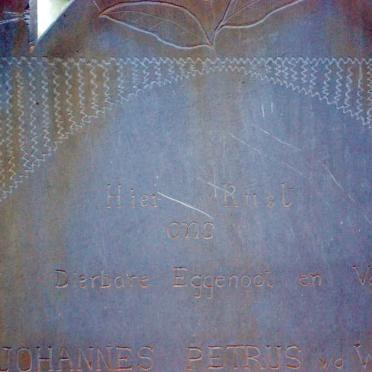 Hier Rust
ons
Dierbare Eggenoot en
JOHANNES PETRUS v/d